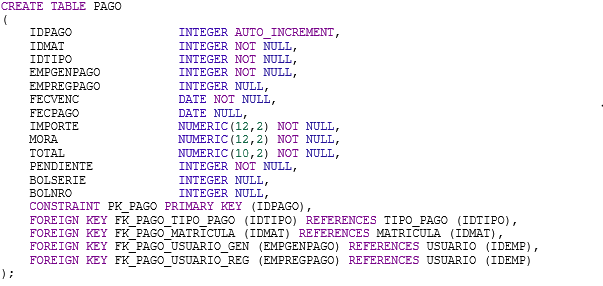 CREATE TABLE PAGO
(
IDPAGO INTEGER AUTO_INCREMENT,
IDMAT INTEGER NOT NULL,
IDTIPO INTEGER NOT NULL,
EMPGENPAGO INTEGER NOT NULL,
EMPREGPAGO INTEGER NULL,
FECVENC DATE NOT NULL,
FECPAGO DATE NULL,
IMPORTE NUMERIC(12,2) NOT NULL,
MORA NUMERIC(12,2) NOT NULL,
TOTAL NUMERIC(10,2) NOT NULL,
PENDIENTE INTEGER NOT NULL,
BOLSERIE INTEGER NULL,
BOLNRO INTEGER NULL,
CONSTRAINT PK_PAGO PRIMARY KEY (IDPAGO),
FOREIGN KEY FK_PAGO_TIPO_PAGO (IDTIPO) REFERENCES TIPO_PAGO (IDTIPO),
FOREIGN KEY FK_PAGO_MATRICULA (IDMAT) REFERENCES MATRICULA (IDMAT),
FOREIGN KEY FK_PAGO_USUARIO_GEN (EMPGENPAGO) REFERENCES USUARIO (IDEMP),
FOREIGN KEY FK_PAGO_USUARIO_REG (EMPREGPAGO) REFERENCES USUARIO (IDEMP)
);